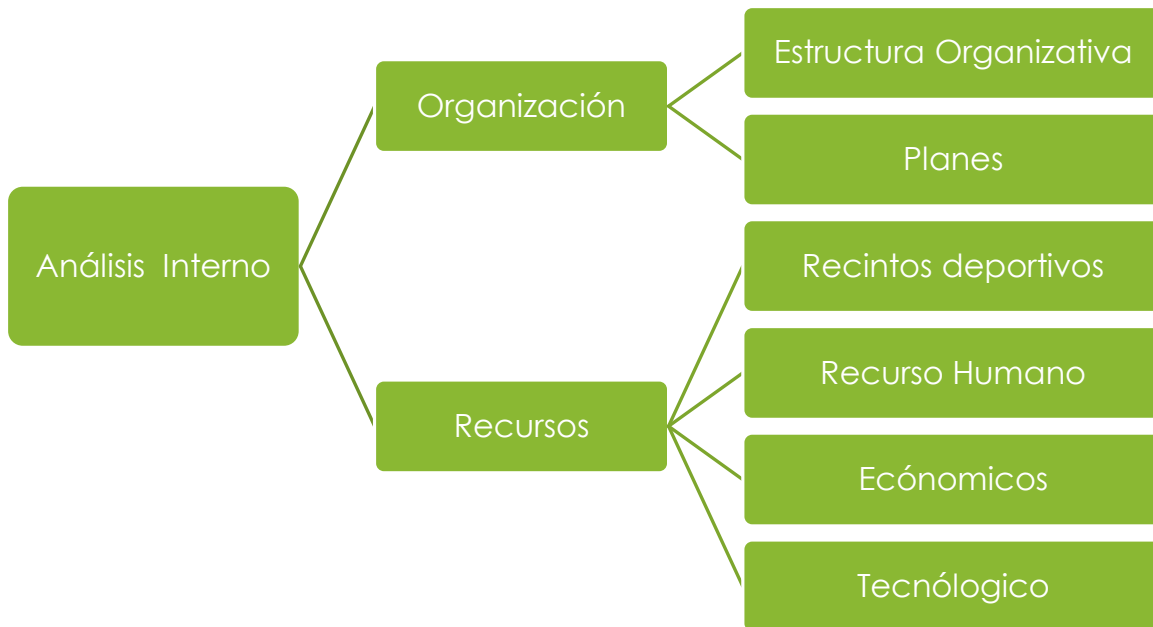 Análisis Interno
Organización
Estructura Organizativa
Planes
Recursos
Recintos deportivos
Recurso Humano
Ecónomicos
Tecnólogico